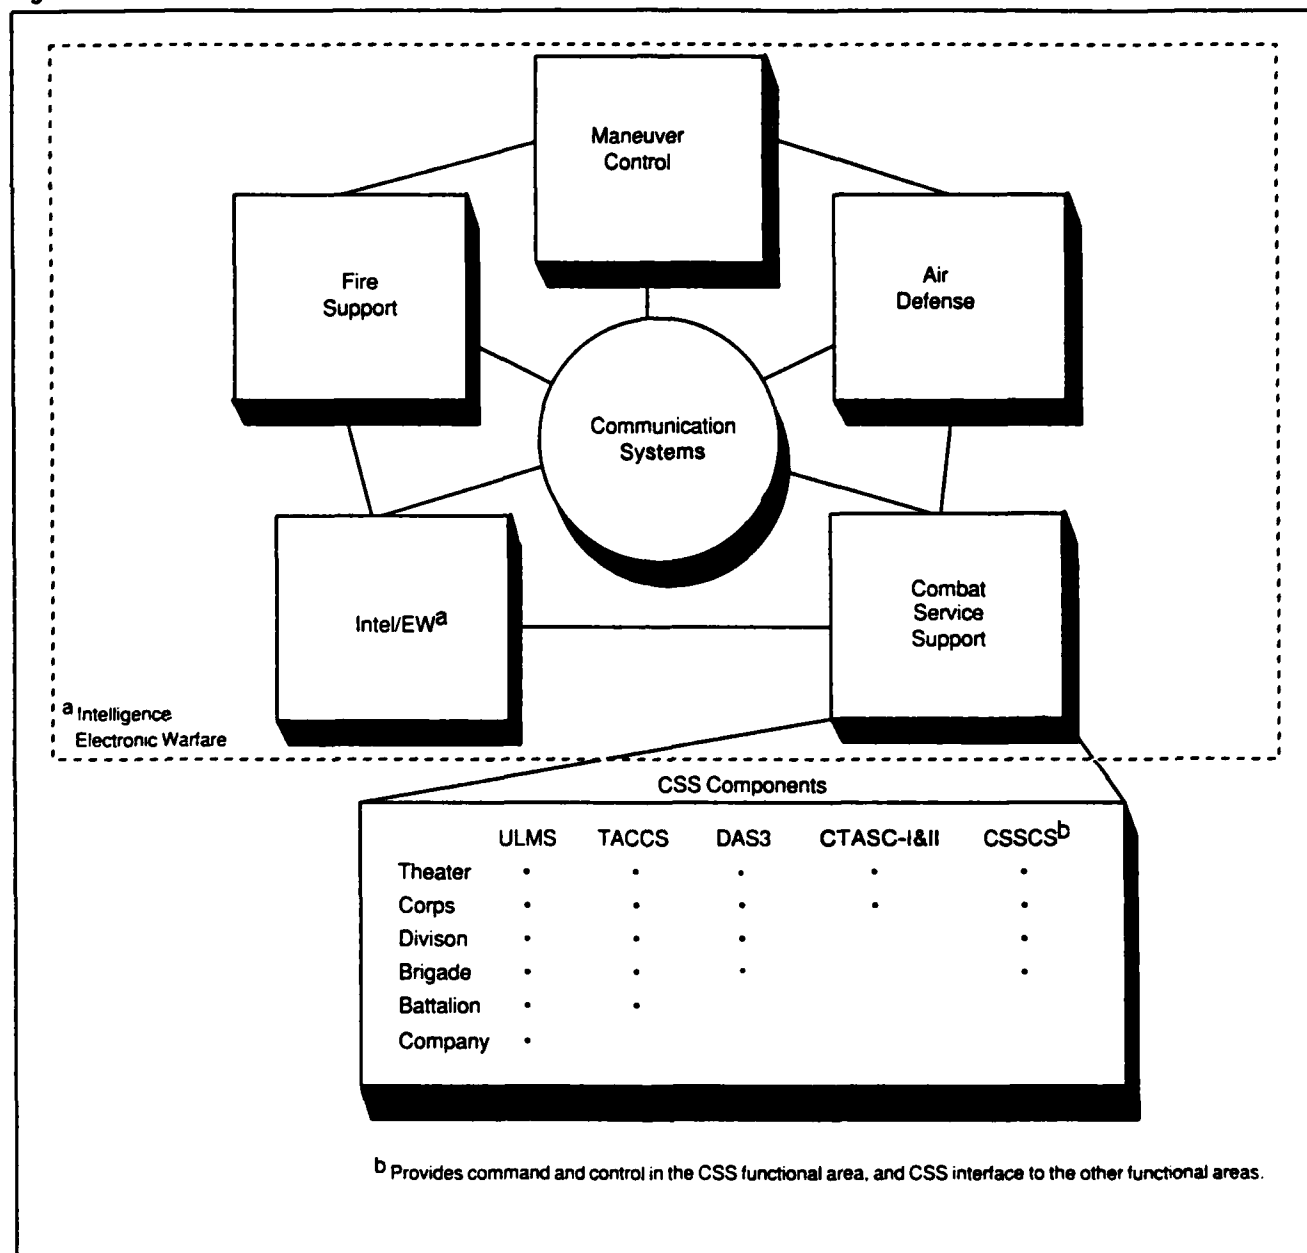 Maneuver
Control
Fire
Support
Air
Defense
Communication
Systems
Intel/EWa
Combat
Service
Support
a Intelligence
Electronic Warfare
CSS Components
ULMS TACCS DAS3 CTASC-I&II CSSCSb
Theater • • • • •
Corps • • • • •
Divison • • • •
Brigade • • • •
Battalion • •
Company •
b Provides command and control in the CSS functional area, and CSS interface to the other functional areas.